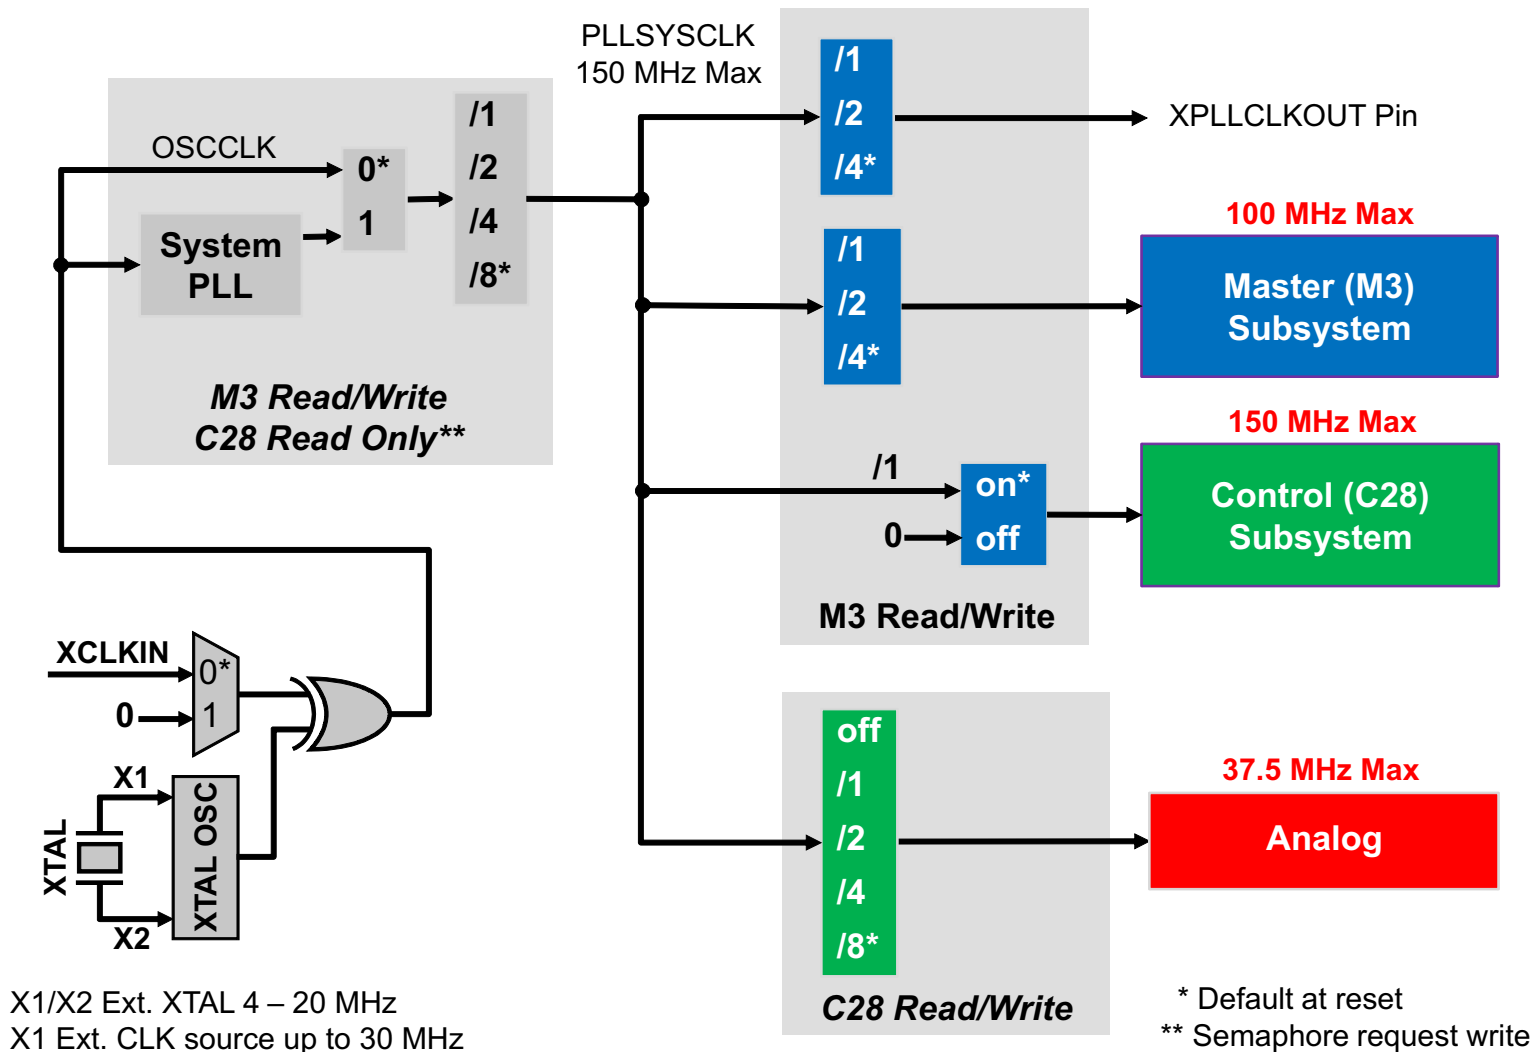 PLLSYSCLK
150 MHz Max
OSCCLK
0*
1
System
PLL
/1
/2
/4
/8*
M3 Read/Write
C28 Read Only**
/1
/2
/4*
XPLLCLKOUT Pin
/1
/2
/4*
100 MHz Max
Master (M3)
Subsystem
/1
0
on*
off
150 MHz Max
Control (C28)
Subsystem
M3 Read/Write
XCLKIN
0
0*
1
X1
XTAL
X2
XTAL OSC
off
/1
/2
/4
/8*
37.5 MHz Max
Analog
C28 Read/Write
X1/X2 Ext. XTAL 4 – 20 MHz
X1 Ext. CLK source up to 30 MHz
* Default at reset
** Semaphore request write